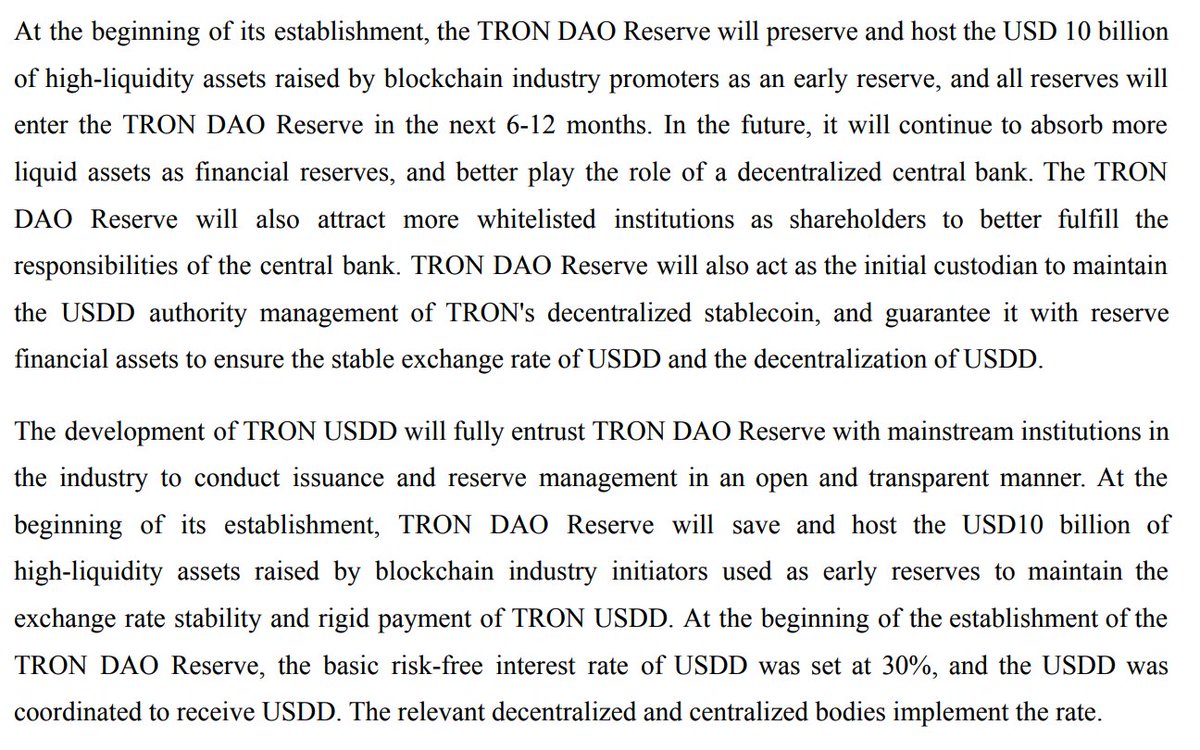 At the beginning of its establishment, the TRON DAO Reserve will preserve and host the USD 10 billion
of high-liquidity assets raised by blockchain industry promoters as an early reserve, and all reserves will
enter the TRON DAO Reserve in the next 6-12 months. In the future, it will continue to absorb more
liquid assets as financial reserves, and better play the role of a decentralized central bank. The TRON
DAO Reserve will also attract more whitelisted institutions as shareholders to better fulfill the
responsibilities of the central bank. TRON DAO Reserve will also act as the initial custodian to maintain
the USDD authority management of TRON's decentralized stablecoin, and guarantee it with reserve
financial assets to ensure the stable exchange rate of USDD and the decentralization of USDD.
The development of TRON USDD will fully entrust TRON DAO Reserve with mainstream institutions in
the industry to conduct issuance and reserve management in an open and transparent manner. At the
beginning of its establishment, TRON DAO Reserve will save and host the USD10 billion of
high-liquidity assets raised by blockchain industry initiators used as early reserves to maintain the
exchange rate stability and rigid payment of TRON USDD. At the beginning of the establishment of the
TRON DAO Reserve, the basic risk-free interest rate of USDD was set at 30%, and the USDD was
coordinated to receive USDD. The relevant decentralized and centralized bodies implement the rate.